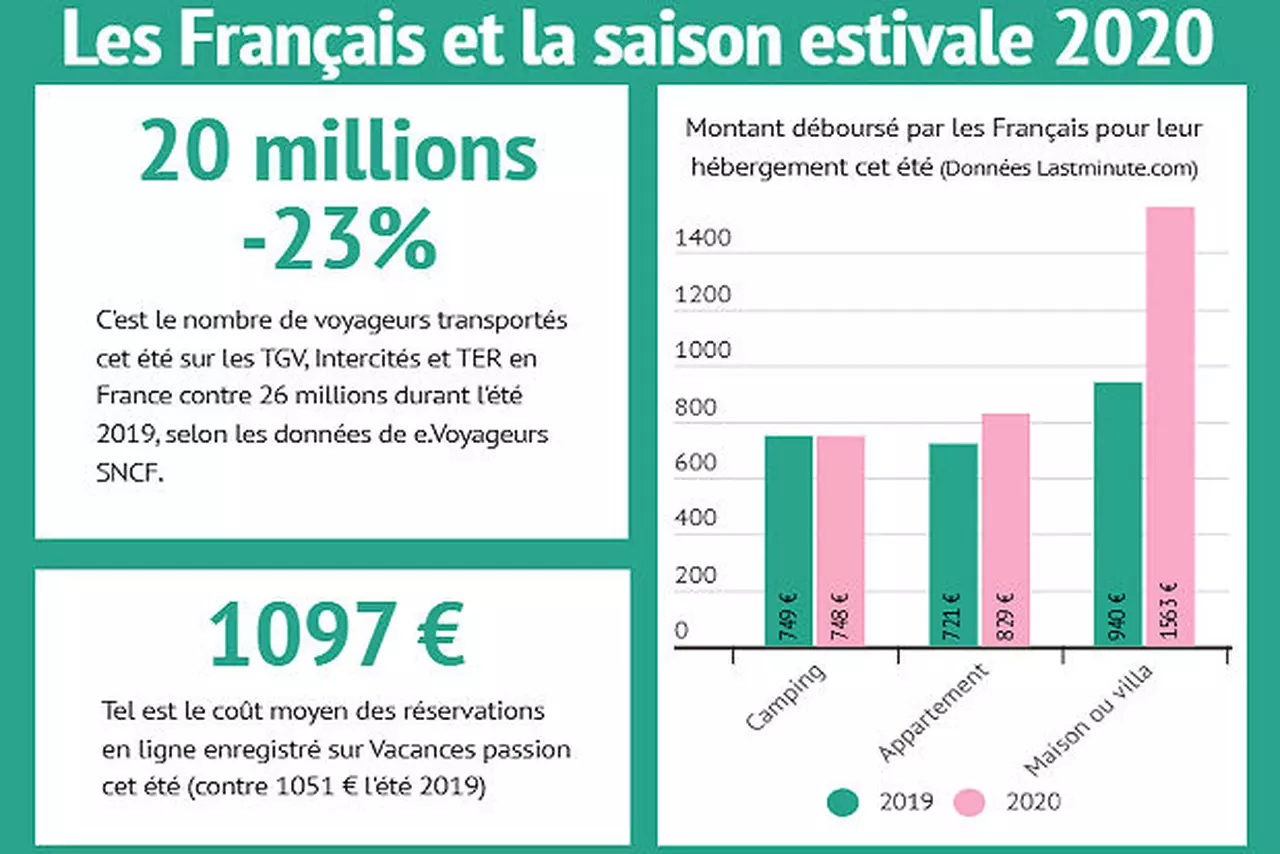 Les Français et la saison estivale 2020
20 millions
-23%
C'est le nombre de voyageurs transportés
cet été sur les TGV, Intercités et TER en
France contre 26 millions durant l'été
2019, selon les données de e.Voyageurs
SNCF.
1097 €
Tel est le coût moyen des réservations
en ligne enregistré sur Vacances passion
cet été (contre 1051 € l'été 2019)
Montant déboursé par les Français pour leur
hébergement cet été (Données Lastminute.com)
1400
1200
1000
800
600
400
200
0
749 €
748 €
721 €
829 €
940 €
1563 €
Camping
Appartement
Maison ou villa
2019
2020